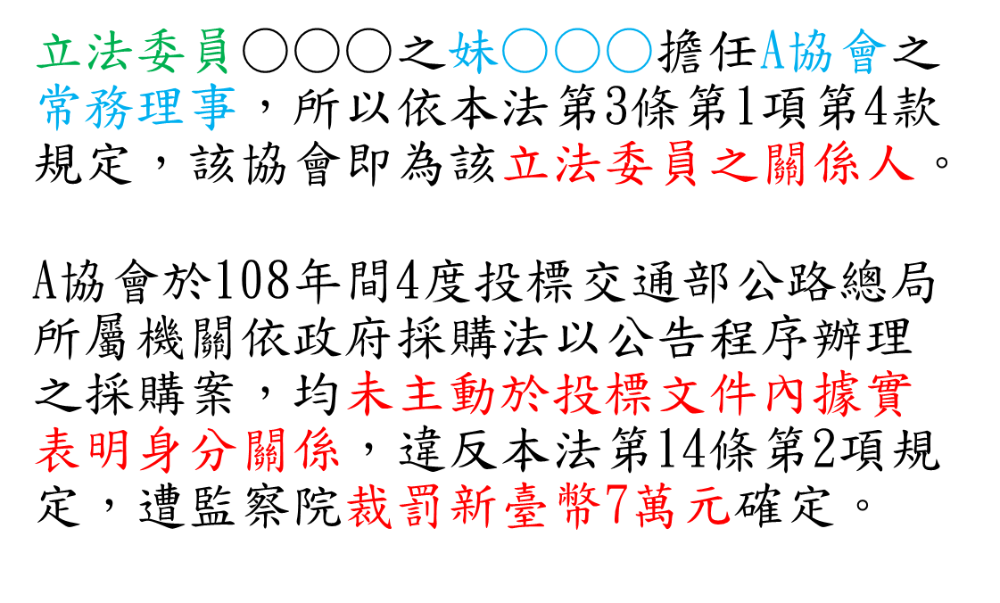 立法委員○○○之妹○○○擔任A協會之
常務理事，所以依本法第3條第1項第4款
規定，該協會即為該立法委員之關係人。
A協會於108年間4度投標交通部公路總局
所屬機關依政府採購法以公告程序辦理
之採購案，均未主動於投標文件內據實
表明身分關係，違反本法第14條第2項規
定，遭監察院裁罰新臺幣7萬元確定。